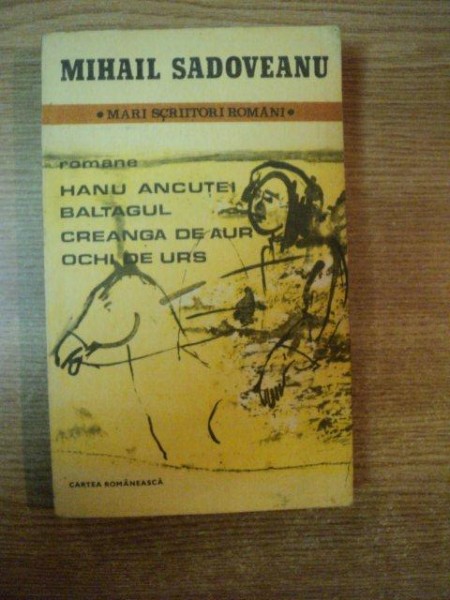 MIHAIL SADOVEANU
• MARI SCRIITORI ROMÂNI •
romane
HANU ANCUȚEI
BALTAGUL
CREANGA DE AUR
OCHI DE URS
CARTEA ROMÂNEASCĂ